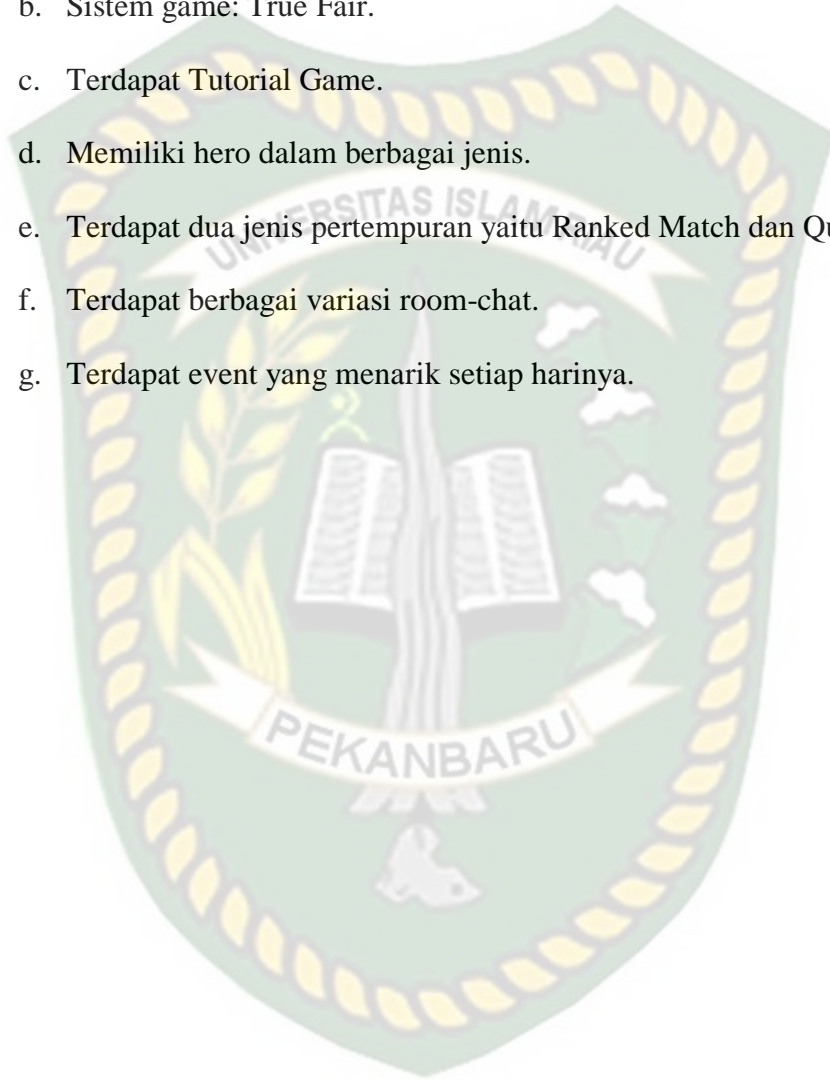 b. Sistem game: True Fair.
c. Terdapat Tutorial Game.
d. Memiliki hero dalam berbagai jenis.
UNIVERSITAS ISLAM RIAU
e. Terdapat dua jenis pertempuran yaitu Ranked Match dan
f. Terdapat berbagai variasi room-chat.
g. Terdapat event yang menarik setiap harinya.
PEKANBARU